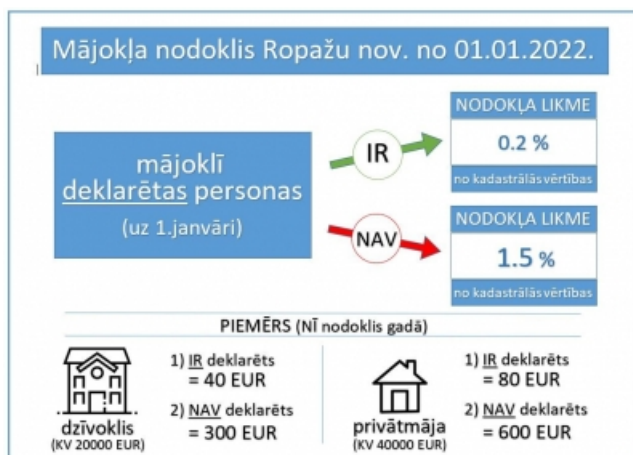 Mājokļa nodoklis Ropažu nov. no 01.01.2022.
mājoklī
deklarētas personas
(uz 1.janvāri)
IR
NODOKĻA LIKME
0.2 %
no kadastrālās vērtības
NAV
NODOKĻA LIKME
1.5 %
no kadastrālās vērtības
PIEMĒRS (NĪ nodoklis gadā)
1) IR deklarēts
= 40 EUR
2) NAV deklarēts
= 300 EUR
dzīvoklis
(KV 20000 EUR)
1) IR deklarēts
= 80 EUR
2) NAV deklarēts
= 600 EUR
privātmāja
(KV 40000 EUR)